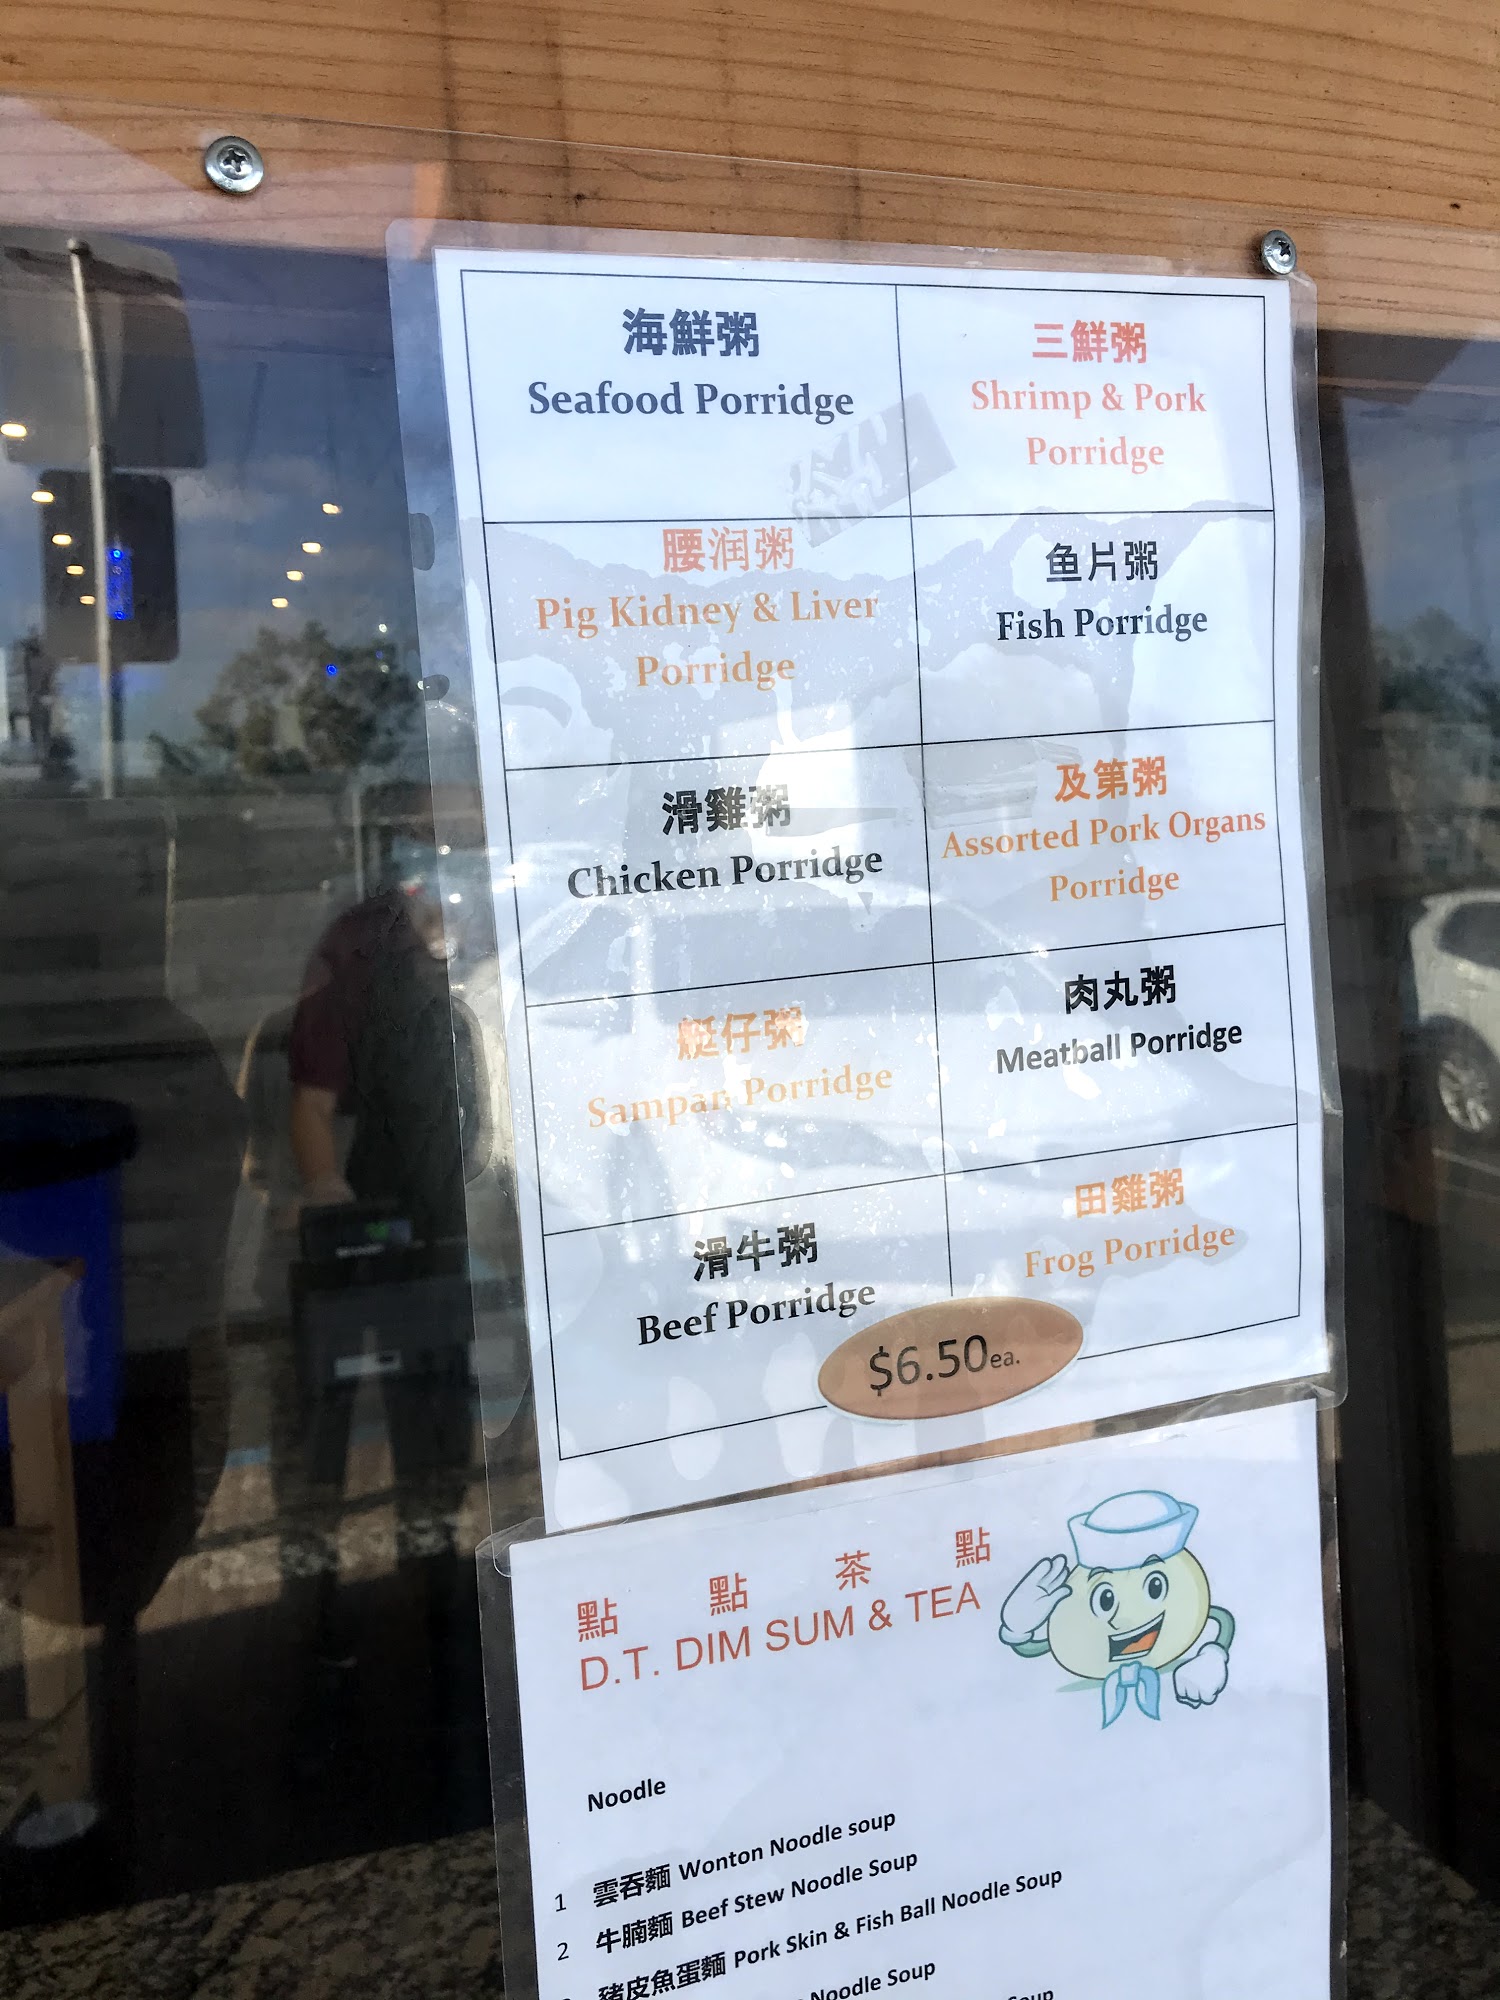 海鮮粥
Seafood Porridge
三鮮粥
Shrimp & Pork
Porridge
腰润粥
Pig Kidney & Liver
Porridge
鱼片粥
Fish Porridge
滑雞粥
Chicken Porridge
及第粥
Assorted Pork Organs
Porridge
艇仔粥
Sampan Porridge
肉丸粥
Meatball Porridge
滑牛粥
Beef Porridge
田雞粥
Frog Porridge
$6.50ea.
點 點 茶 點
D.T. DIM SUM & TEA
Noodle
1 雲吞麵 Wonton Noodle soup
2 牛腩麵 Beef Stew Noodle Soup
豬皮魚蛋麵 Pork Skin & Fish Ball Noodle Soup
Noodle Soup
Soup